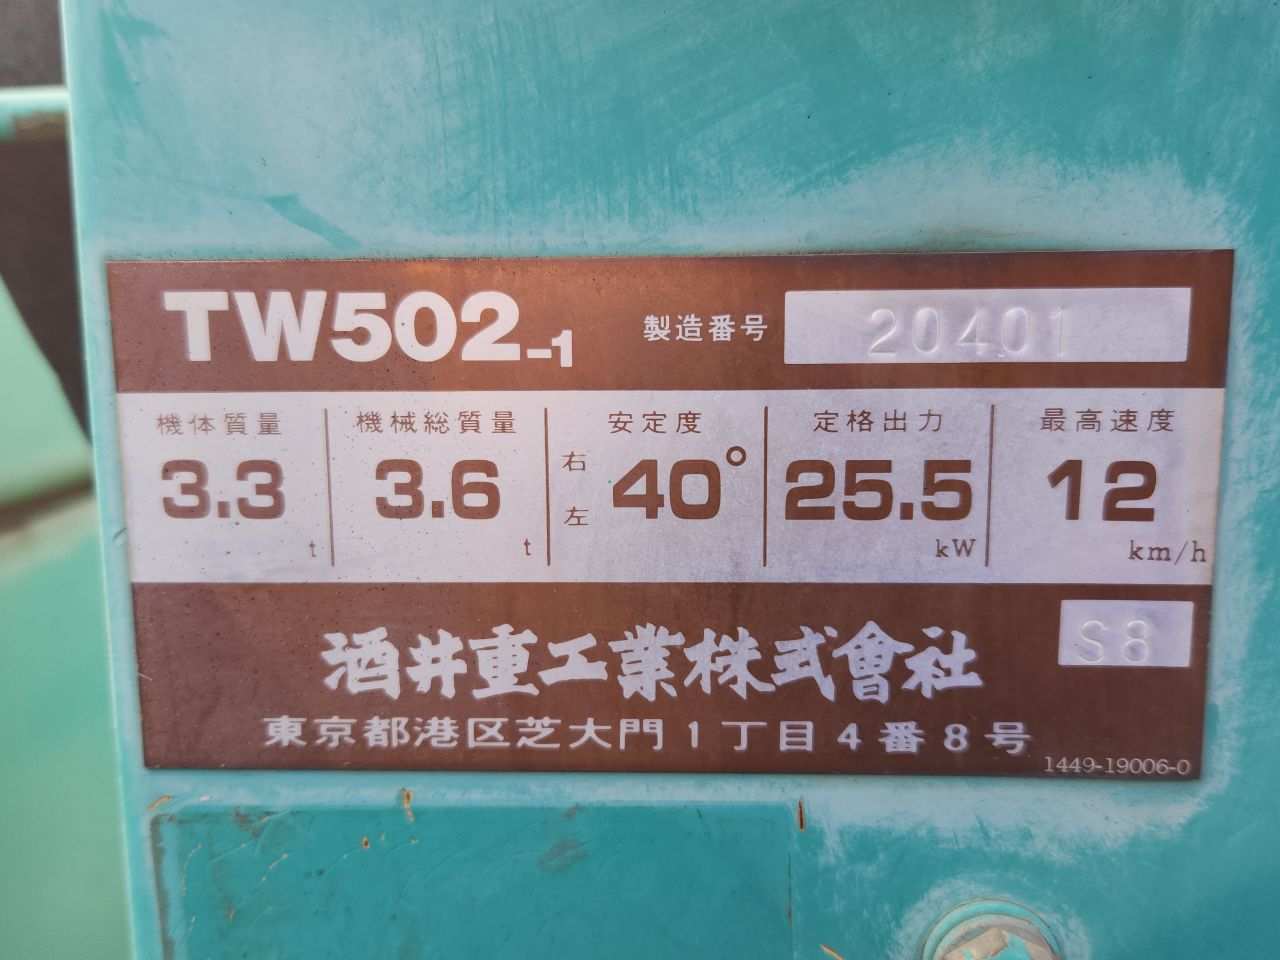 TW502-1 製造番号 20401
機体質量 機械総質量 安定度 定格出力 最高速度
3.3 t 3.6 t 右 左 40° 25.5 kW 12 km/h
酒井重工業株式會社 S8
東京都港区芝大門1丁目4番8号
1449-19006-0